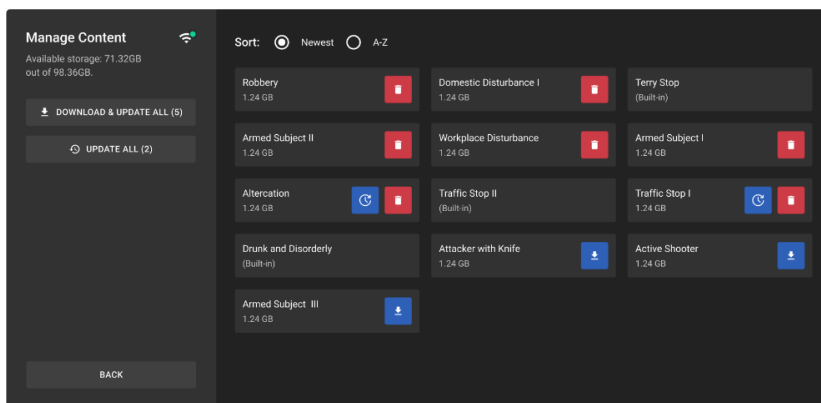 Manage Content
Available storage: 71.32GB
out of 98.36GB.
DOWNLOAD & UPDATE ALL (5)
UPDATE ALL (2)
BACK
Sort: Newest A-Z
Robbery
1.24 GB
Domestic Disturbance I
1.24 GB
Terry Stop
(Built-in)
Armed Subject II
1.24 GB
Workplace Disturbance
1.24 GB
Armed Subject I
1.24 GB
Altercation
1.24 GB
Traffic Stop II
(Built-in)
Traffic Stop I
1.24 GB
Drunk and Disorderly
(Built-in)
Attacker with Knife
1.24 GB
Active Shooter
1.24 GB
Armed Subject III
1.24 GB